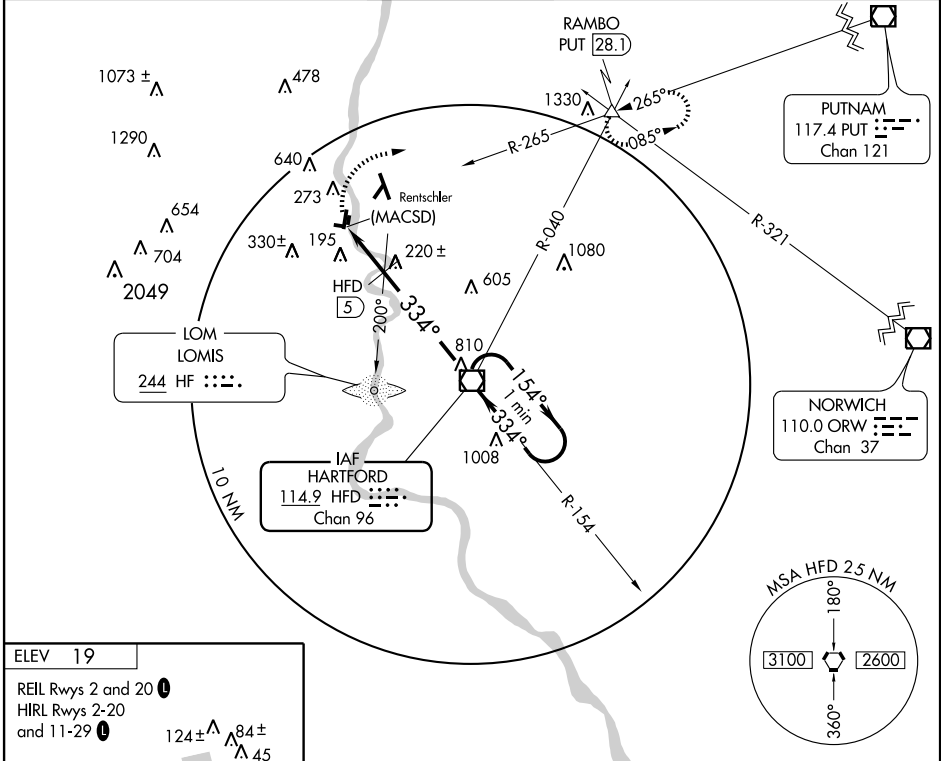 RAMBO
PUT 28.1
1073 ±
478
1330
265°
085°
PUTNAM
117.4 PUT
Chan 121
1290
R-265
640
273
Rentschler
(MACSD)
654
R-040
R-321
704
330±
195
220 ±
1080
2049
HFD
5
605
200°
334°
LOM
LOMIS
244 HF
810
154°
1 min
334°
NORWICH
110.0 ORW
Chan 37
1008
IAF
HARTFORD
114.9 HFD
Chan 96
10 NM
R-154
MSA HFD 25 NM
180°
3100
2600
360°
ELEV 19
REIL Rwys 2 and 20 L
HIRL Rwys 2-20
and 11-29 L
124±
84±
45